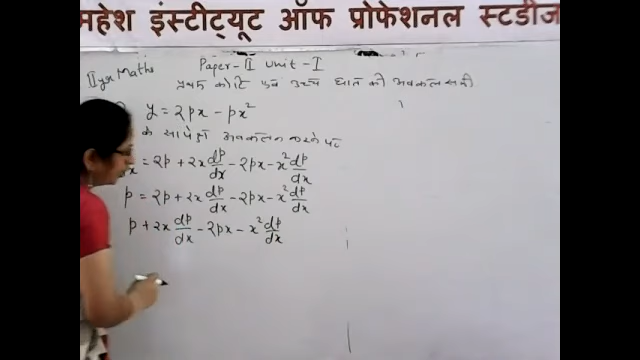 महेश इंस्टीट्यूट ऑफ प्रोफेशनल स्टडीज
Paper-II Unit-I
II yr Maths
प्रथम कोटि एवं उच्च घात की अवकल समी
y = 2px - px²
के सापेक्ष अवकलन करने पर
x = 2p + 2x dp/dx - 2px - x² dp/dx
p = 2p + 2x dp/dx - 2px - x² dp/dx
p + 2x dp/dx - 2px - x² dp/dx